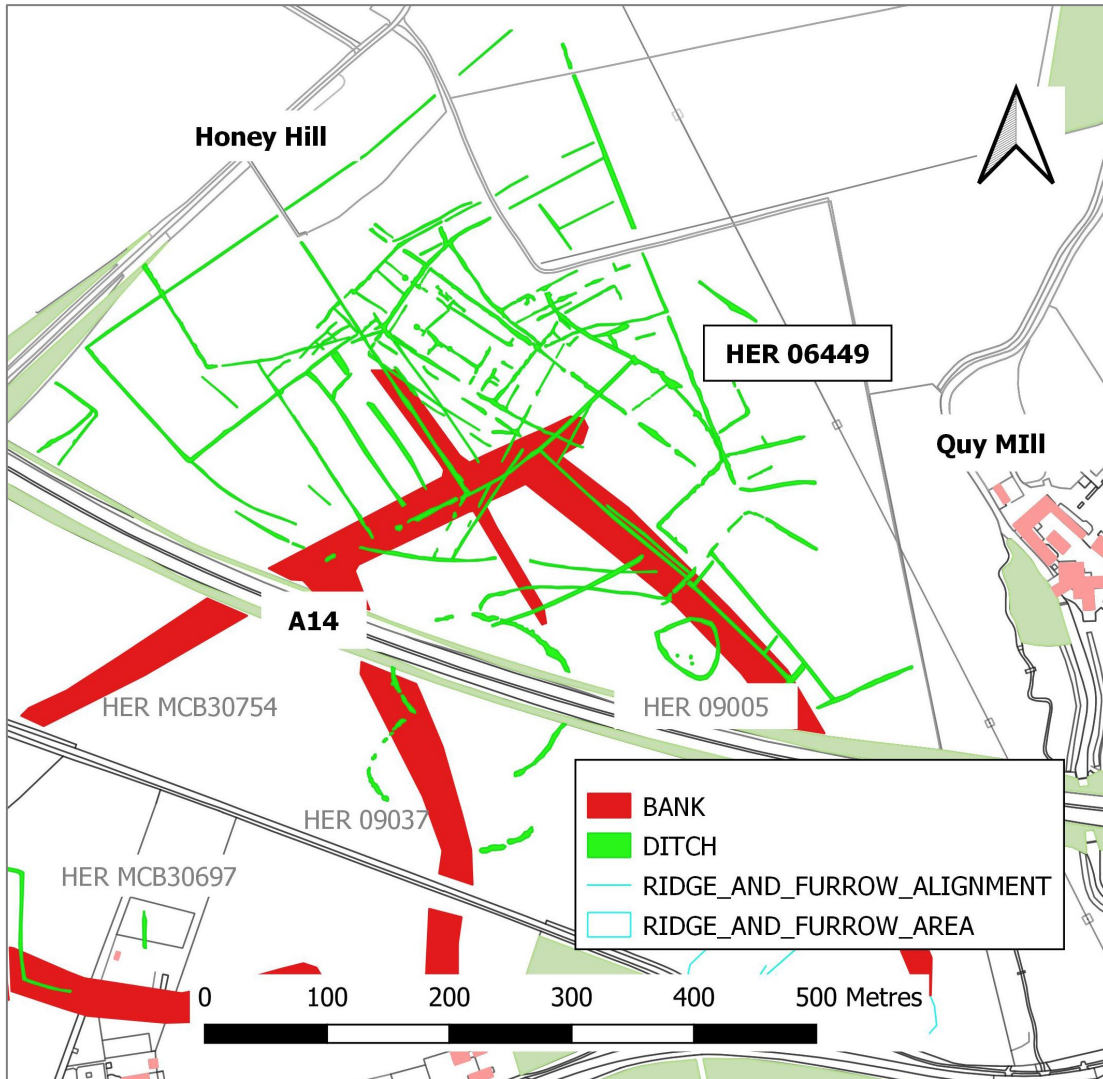 Honey Hill
HER 06449
Quy MIll
A14
HER MCB30754
HER 09005
HER 09037
HER MCB30697
BANK
DITCH
RIDGE_AND_FURROW_ALIGNMENT
RIDGE_AND_FURROW_AREA
0 100 200 300 400 500 Metres